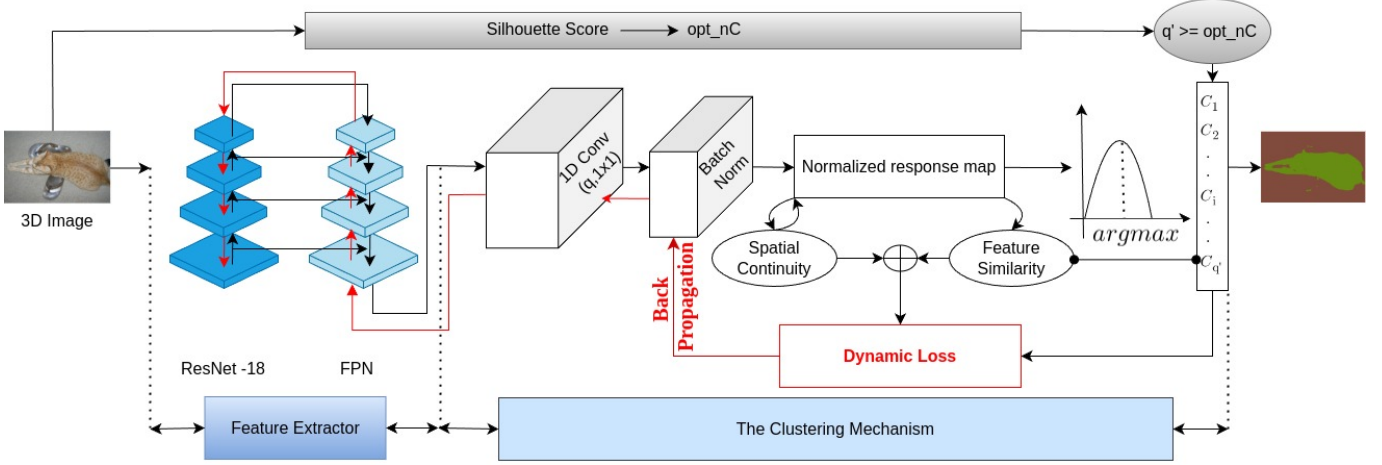 Silhouette Score opt_nC
q' >= opt_nC
3D Image
1D Conv
(q,1x1)
Batch
Norm
Normalized response map
argmax
C1
C2
.
.
Ci
.
.
Cq'
Spatial
Continuity
Feature
Similarity
Back
Propagation
Dynamic Loss
ResNet -18
FPN
Feature Extractor
The Clustering Mechanism